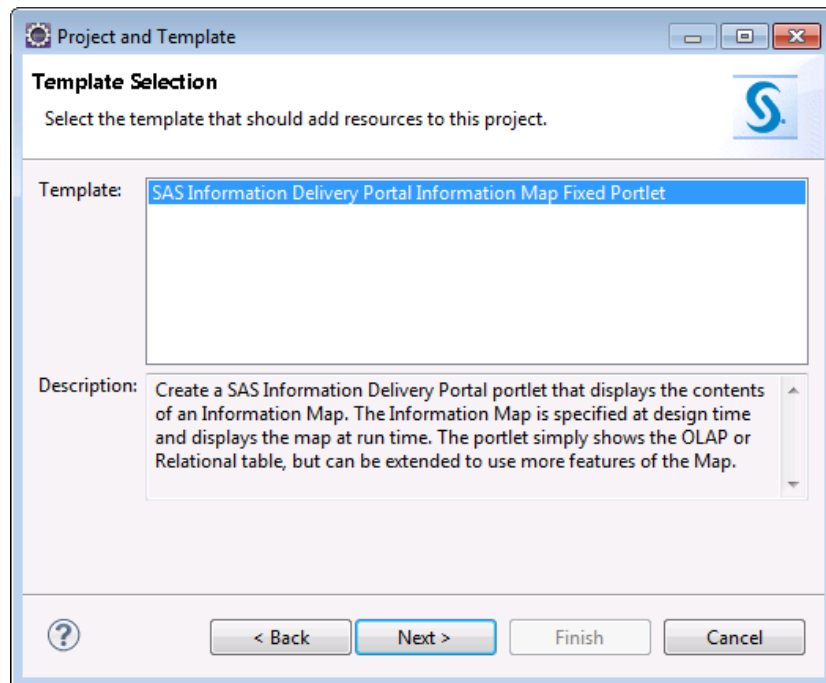 Project and Template
Template Selection
Select the template that should add resources to this project.
Template:
SAS Information Delivery Portal Information Map Fixed Portlet
Description:
Create a SAS Information Delivery Portal portlet that displays the contents
of an Information Map. The Information Map is specified at design time
and displays the map at run time. The portlet simply shows the OLAP or
Relational table, but can be extended to use more features of the Map.
?
< Back
Next >
Finish
Cancel